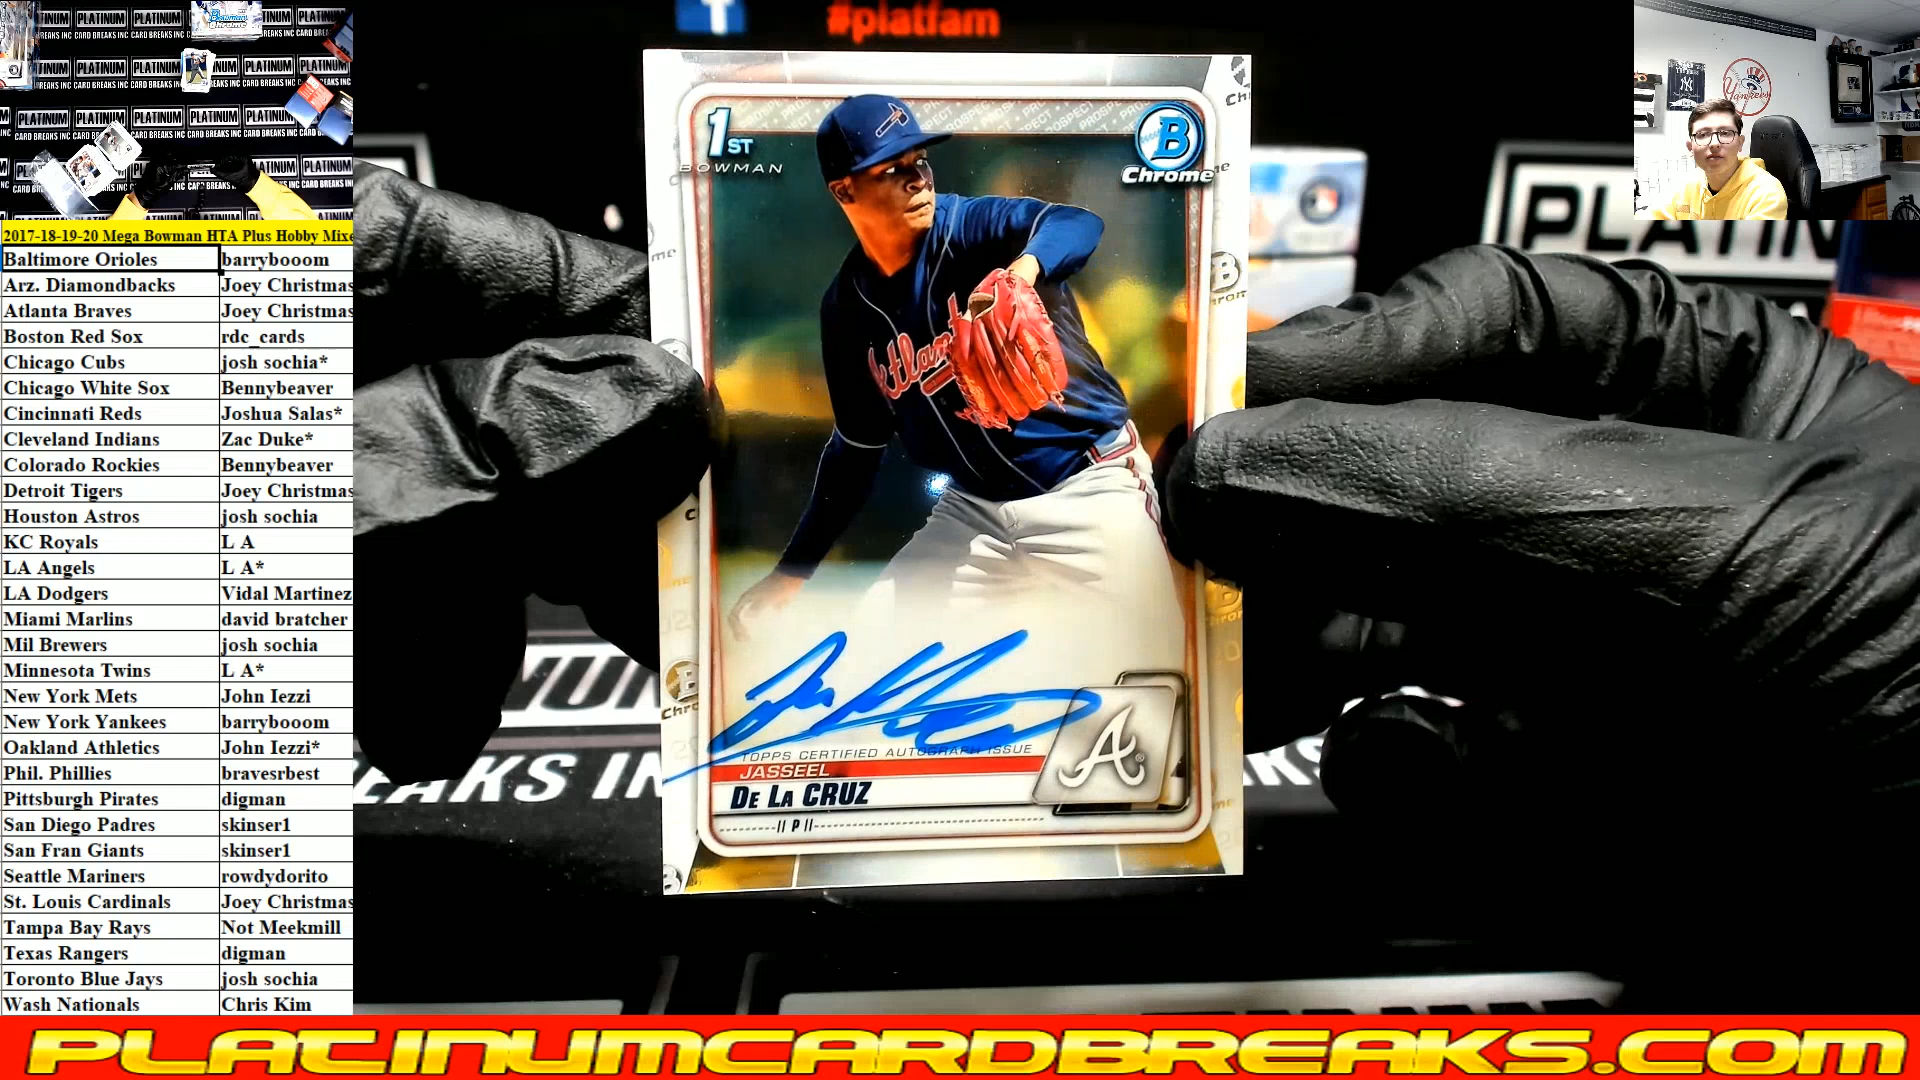 #platfam
2017-18-19-20 Mega Bowman HTA Plus Hobby Mixe
Baltimore Orioles barrybooom
Arz. Diamondbacks Joey Christmas
Atlanta Braves Joey Christmas
Boston Red Sox rdc_cards
Chicago Cubs josh sochia*
Chicago White Sox Bennybeaver
Cincinnati Reds Joshua Salas*
Cleveland Indians Zac Duke*
Colorado Rockies Bennybeaver
Detroit Tigers Joey Christmas
Houston Astros josh sochia
KC Royals L A
LA Angels L A*
LA Dodgers Vidal Martinez
Miami Marlins david bratcher
Mil Brewers josh sochia
Minnesota Twins L A*
New York Mets John Iezzi
New York Yankees barrybooom
Oakland Athletics John Iezzi*
Phil. Phillies bravesrbest
Pittsburgh Pirates digman
San Diego Padres skinser1
San Fran Giants skinser1
Seattle Mariners rowdydorito
St. Louis Cardinals Joey Christmas
Tampa Bay Rays Not Meekmill
Texas Rangers digman
Toronto Blue Jays josh sochia
Wash Nationals Chris Kim
1ST
BOWMAN
B
Chrome
Atlanta
TOPPS CERTIFIED AUTOGRAPH ISSUE
JASSEEL
DE LA CRUZ
P
A
PLATINUM
CARD BREAKS INC
Yankees
PLATINUMCARDBREAKS.COM